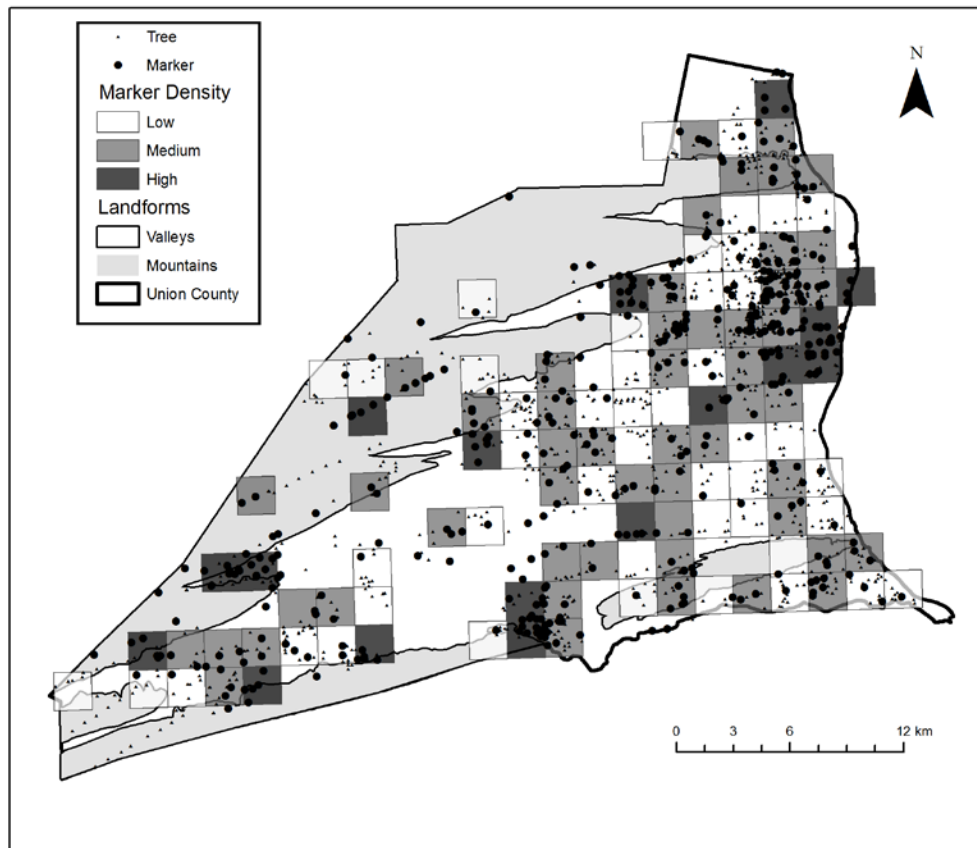 Tree
Marker
Marker Density
Low
Medium
High
Landforms
Valleys
Mountains
Union County
N
0 3 6 12 km